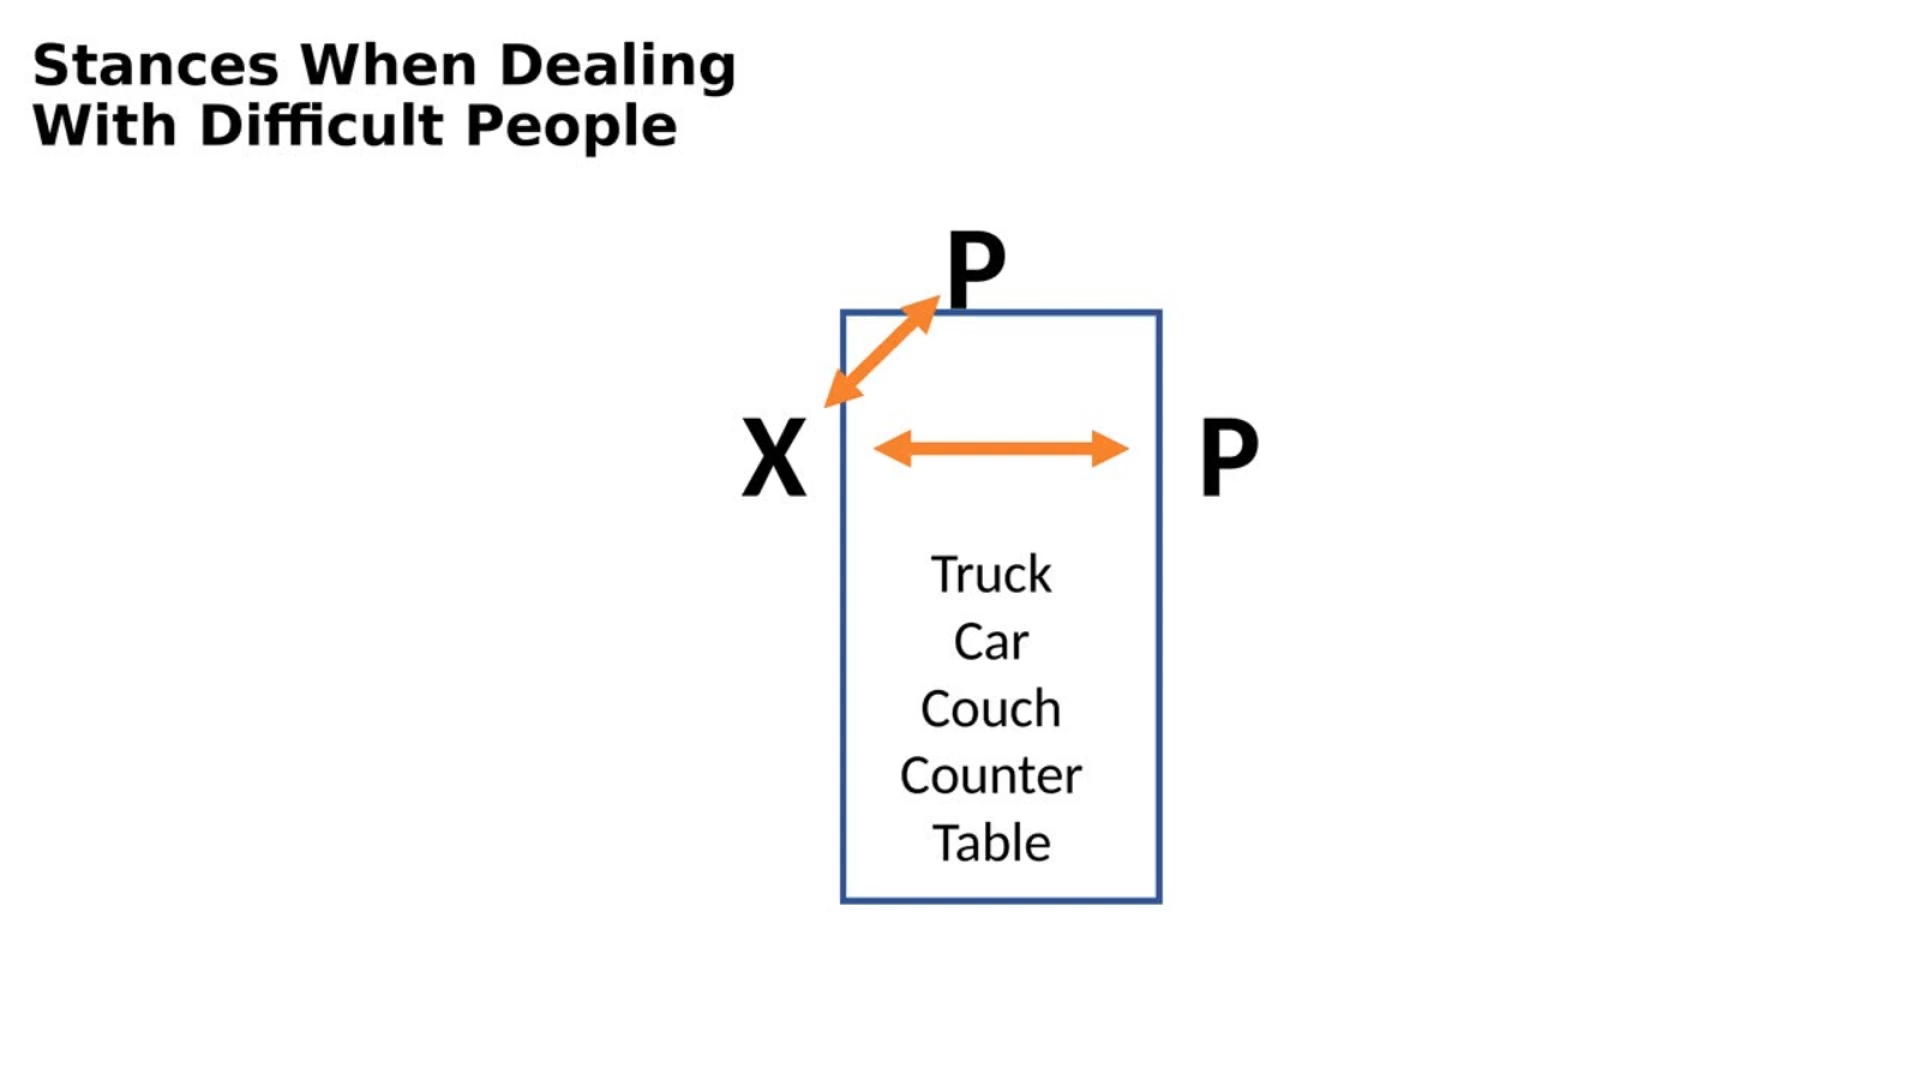 Stances When Dealing
With Difficult People
P
X
P
Truck
Car
Couch
Counter
Table